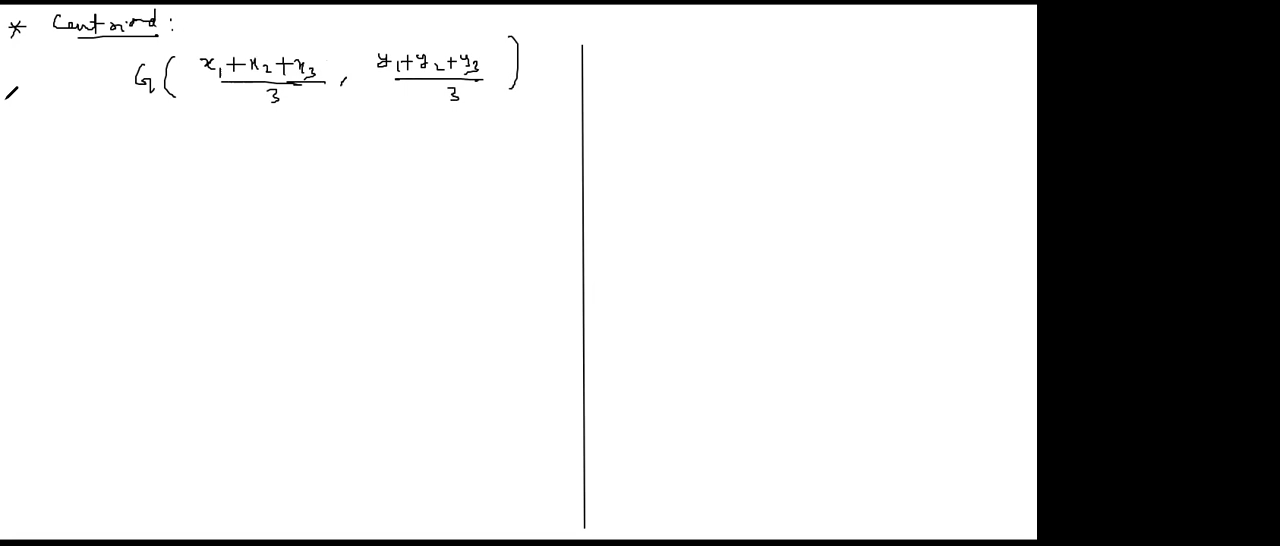 * Centroid :
G( (x₁+x₂+x₃)/3 , (y₁+y₂+y₃)/3 )